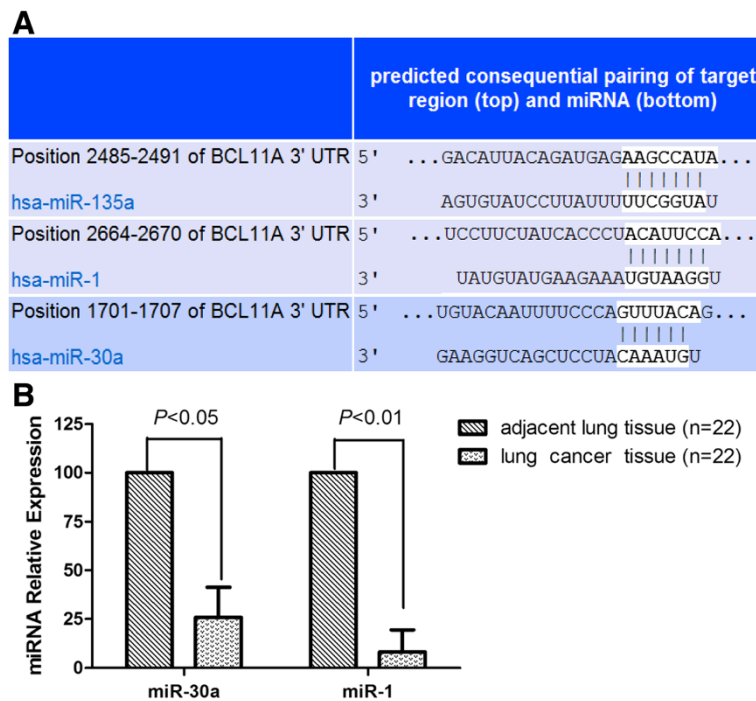 A
predicted consequential pairing of target
region (top) and miRNA (bottom)
Position 2485-2491 of BCL11A 3' UTR 5' ...GACAUUACAGAUGAGAAGCCAUA...
hsa-miR-135a 3' AGUGUAUCCUUAUUUUUCGGUAU
Position 2664-2670 of BCL11A 3' UTR 5' ...UCCUUCUAUCACCCUACAUUCCA...
hsa-miR-1 3' UAUGUAUGAAGAAAUGUAAGGU
Position 1701-1707 of BCL11A 3' UTR 5' ...UGUACAAUUUUCCCAGUUUACAG...
hsa-miR-30a 3' GAAGGUCAGCUCCUACAAAUGU
B
miRNA Relative Expression
125
100
75
50
25
0
P<0.05
P<0.01
miR-30a
miR-1
adjacent lung tissue (n=22)
lung cancer tissue (n=22)